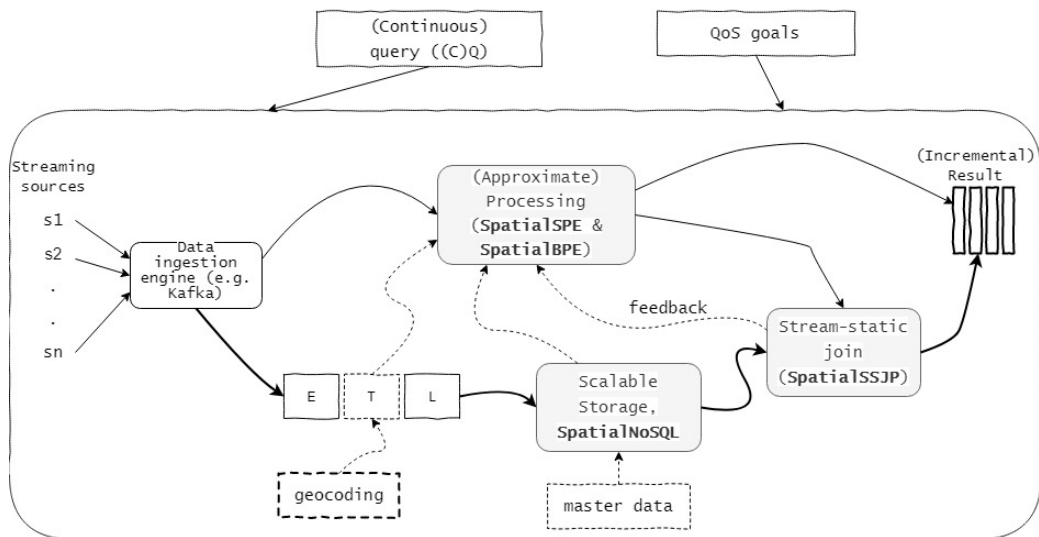 (Continuous)
query ((C)Q)
QoS goals
Streaming
sources
s1
s2
.
.
sn
Data
ingestion
engine (e.g.
Kafka)
(Approximate)
Processing
(SpatialSPE &
SpatialBPE)
(Incremental)
Result
feedback
Stream-static
join
(SpatialSSJP)
E
T
L
Scalable
Storage,
SpatialNoSQL
geocoding
master data